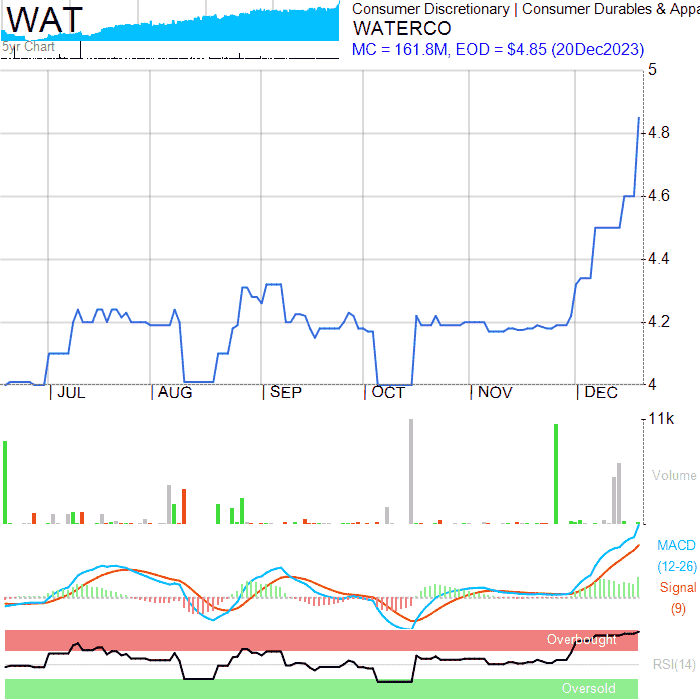 WAT
5yr Chart
Consumer Discretionary | Consumer Durables & Appa
WATERCO
MC = 161.8M, EOD = $4.85 (20Dec2023)
5
4.8
4.6
4.4
4.2
4
JUL
AUG
SEP
OCT
NOV
DEC
11k
Volume
MACD
(12-26)
Signal
(9)
Overbought
RSI(14)
Oversold